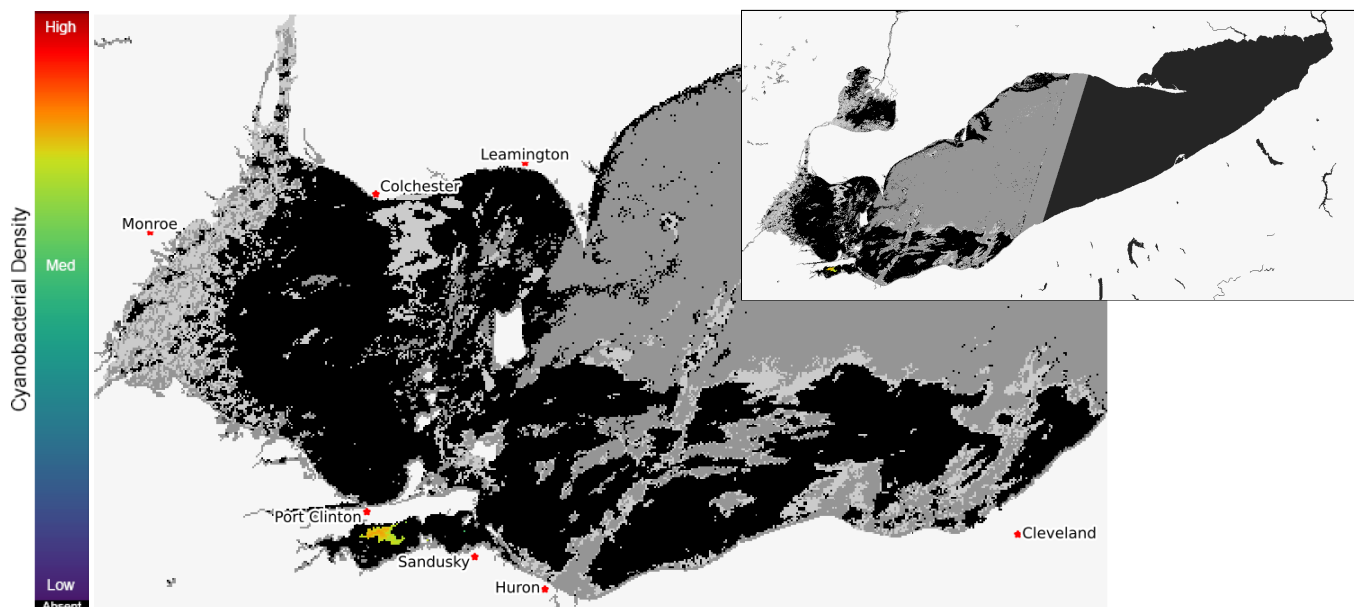 High
Med
Low
Absent
Cyanobacterial Density
Leamington
Colchester
Monroe
Port Clinton
Sandusky
Huron
Cleveland